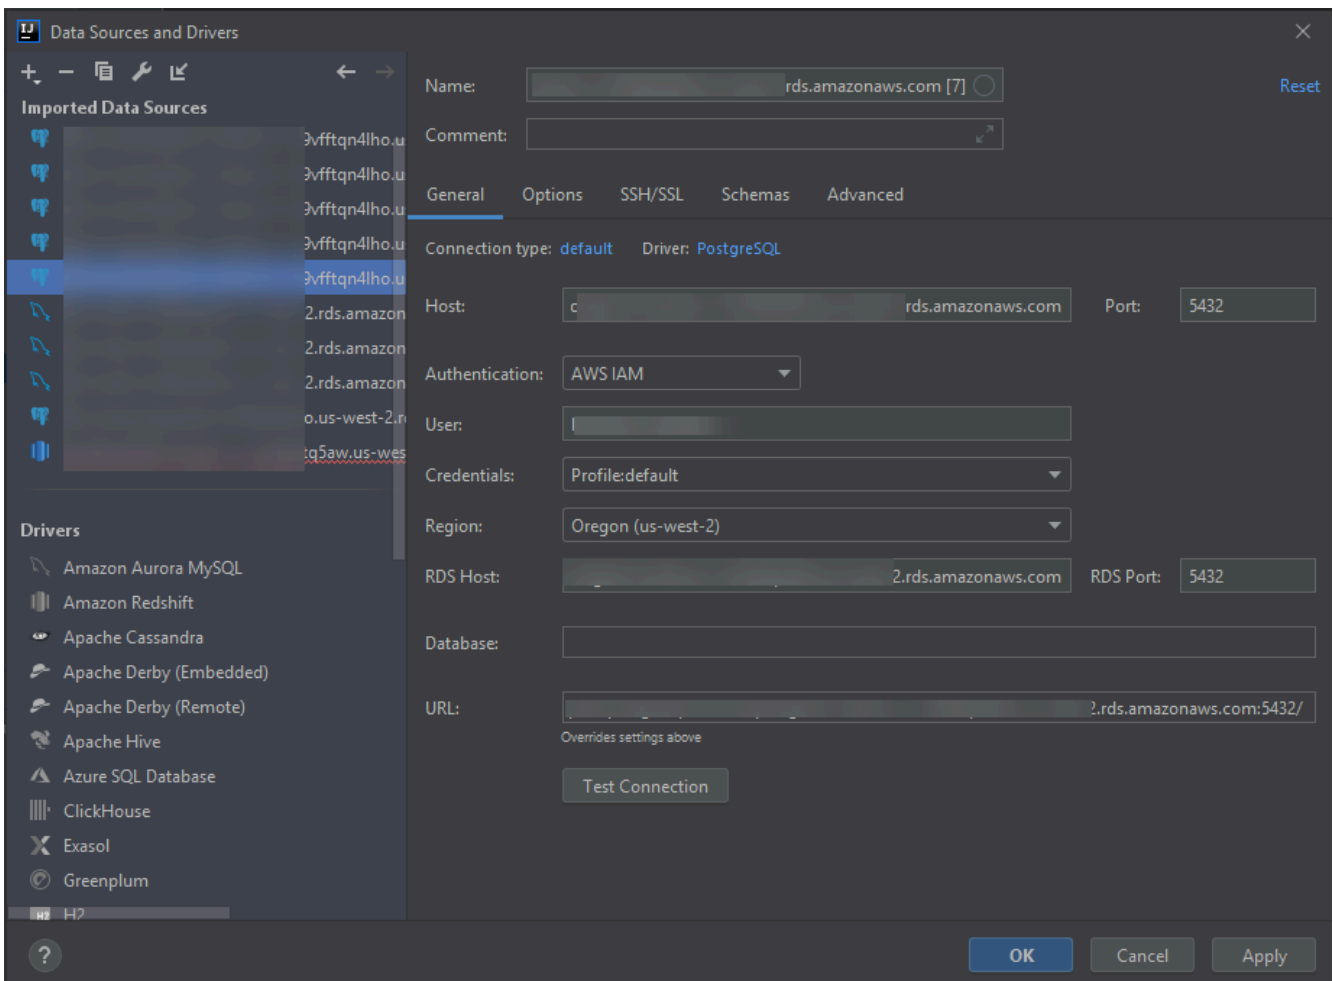 IJ Data Sources and Drivers
Imported Data Sources
9vfftqn4lho.u
9vfftqn4lho.u
9vfftqn4lho.u
9vfftqn4lho.u
9vfftqn4lho.u
2.rds.amazon
2.rds.amazon
2.rds.amazon
o.us-west-2.r
tq5aw.us-wes
Drivers
Amazon Aurora MySQL
Amazon Redshift
Apache Cassandra
Apache Derby (Embedded)
Apache Derby (Remote)
Apache Hive
Azure SQL Database
ClickHouse
Exasol
Greenplum
H2 H2
Name: rds.amazonaws.com [7] Reset
Comment:
General Options SSH/SSL Schemas Advanced
Connection type: default Driver: PostgreSQL
Host: rds.amazonaws.com Port: 5432
Authentication: AWS IAM
User:
Credentials: Profile:default
Region: Oregon (us-west-2)
RDS Host: 2.rds.amazonaws.com RDS Port: 5432
Database:
URL: 2.rds.amazonaws.com:5432/
Overrides settings above
Test Connection
? OK Cancel Apply